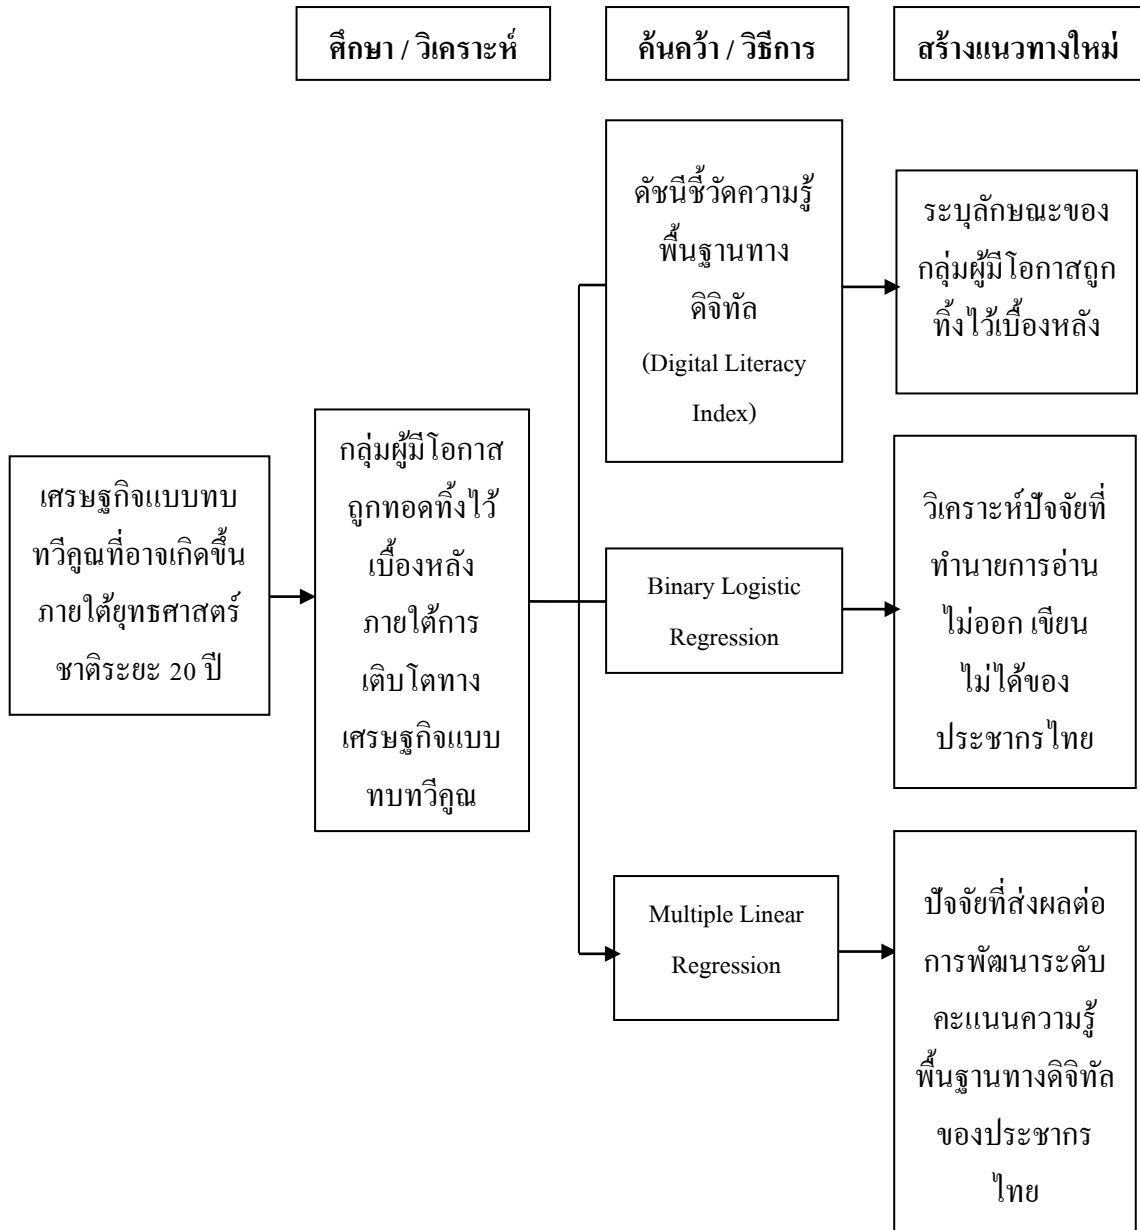 ศึกษา / วิเคราะห์
ค้นคว้า / วิธีการ
สร้างแนวทางใหม่
เศรษฐกิจแบบทบ
ทวีคูณที่อาจเกิดขึ้น
ภายใต้ยุทธศาสตร์
ชาติระยะ 20 ปี
กลุ่มผู้มีโอกาส
ถูกทอดทิ้งไว้
เบื้องหลัง
ภายใต้การ
เติบโตทาง
เศรษฐกิจแบบ
ทบทวีคูณ
ดัชนีชี้วัดความรู้
พื้นฐานทาง
ดิจิทัล
(Digital Literacy
Index)
ระบุลักษณะของ
กลุ่มผู้มีโอกาสถูก
ทิ้งไว้เบื้องหลัง
Binary Logistic
Regression
วิเคราะห์ปัจจัยที่
ทำนายการอ่าน
ไม่ออก เขียน
ไม่ได้ของ
ประชากรไทย
Multiple Linear
Regression
ปัจจัยที่ส่งผลต่อ
การพัฒนาระดับ
คะแนนความรู้
พื้นฐานทางดิจิทัล
ของประชากร
ไทย